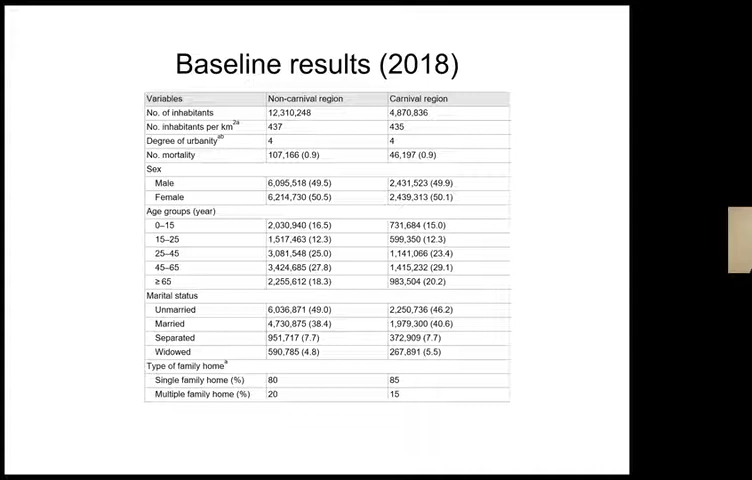 Baseline results (2018)
Variables Non-carnival region Carnival region
No. of inhabitants 12,310,248 4,870,836
No. inhabitants per km2a 437 435
Degree of urbanityab 4 4
No. mortality 107,166 (0.9) 46,197 (0.9)
Sex
Male 6,095,518 (49.5) 2,431,523 (49.9)
Female 6,214,730 (50.5) 2,439,313 (50.1)
Age groups (year)
0–15 2,030,940 (16.5) 731,684 (15.0)
15–25 1,517,463 (12.3) 599,350 (12.3)
25–45 3,081,548 (25.0) 1,141,066 (23.4)
45–65 3,424,685 (27.8) 1,415,232 (29.1)
≥ 65 2,255,612 (18.3) 983,504 (20.2)
Marital status
Unmarried 6,036,871 (49.0) 2,250,736 (46.2)
Married 4,730,875 (38.4) 1,979,300 (40.6)
Separated 951,717 (7.7) 372,909 (7.7)
Widowed 590,785 (4.8) 267,891 (5.5)
Type of family homea
Single family home (%) 80 85
Multiple family home (%) 20 15